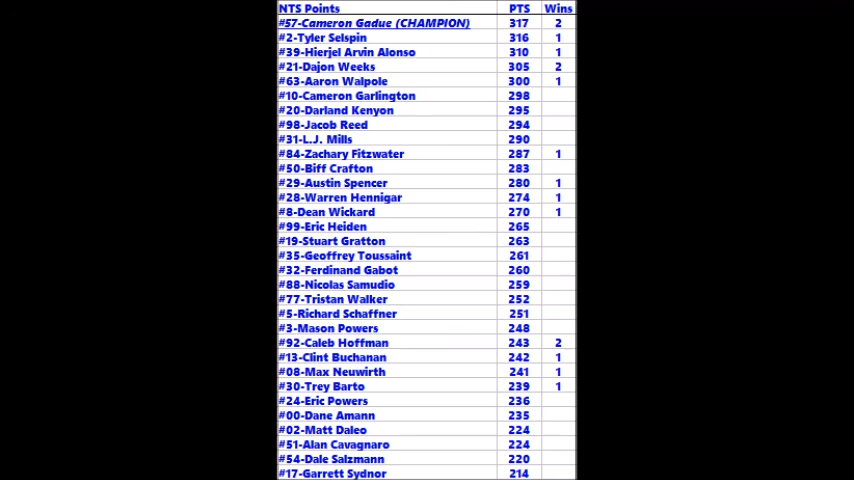 NTS Points PTS Wins
#57-Cameron Gadue (CHAMPION) 317 2
#2-Tyler Selspin 316 1
#39-Hierjel Arvin Alonso 310 1
#21-Dajon Weeks 305 2
#63-Aaron Walpole 300 1
#10-Cameron Garlington 298
#20-Darland Kenyon 295
#98-Jacob Reed 294
#31-L.J. Mills 290
#84-Zachary Fitzwater 287 1
#50-Biff Crafton 283
#29-Austin Spencer 280 1
#28-Warren Hennigar 274 1
#8-Dean Wickard 270 1
#99-Eric Heiden 265
#19-Stuart Gratton 263
#35-Geoffrey Toussaint 261
#32-Ferdinand Gabot 260
#88-Nicolas Samudio 259
#77-Tristan Walker 252
#5-Richard Schaffner 251
#3-Mason Powers 248
#92-Caleb Hoffman 243 2
#13-Clint Buchanan 242 1
#08-Max Neuwirth 241 1
#30-Trey Barto 239 1
#24-Eric Powers 236
#00-Dane Amann 235
#02-Matt Daleo 224
#51-Alan Cavagnaro 224
#54-Dale Salzmann 220
#17-Garrett Sydnor 214